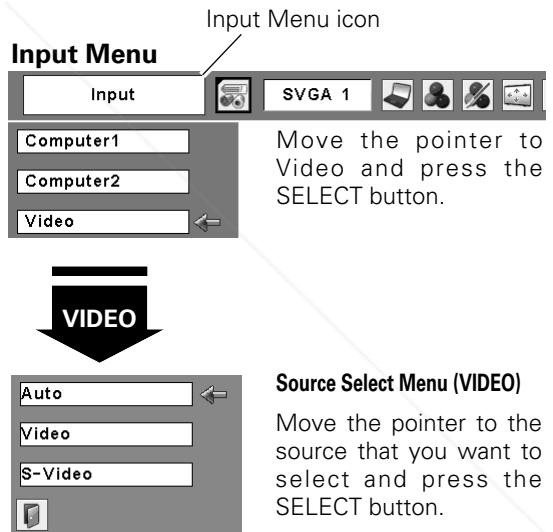 Input Menu icon
Input Menu
Input
SVGA 1
Computer1
Computer2
Video
Move the pointer to
Video and press the
SELECT button.
VIDEO
Auto
Video
S-Video
Source Select Menu (VIDEO)
Move the pointer to the
source that you want to
select and press the
SELECT button.